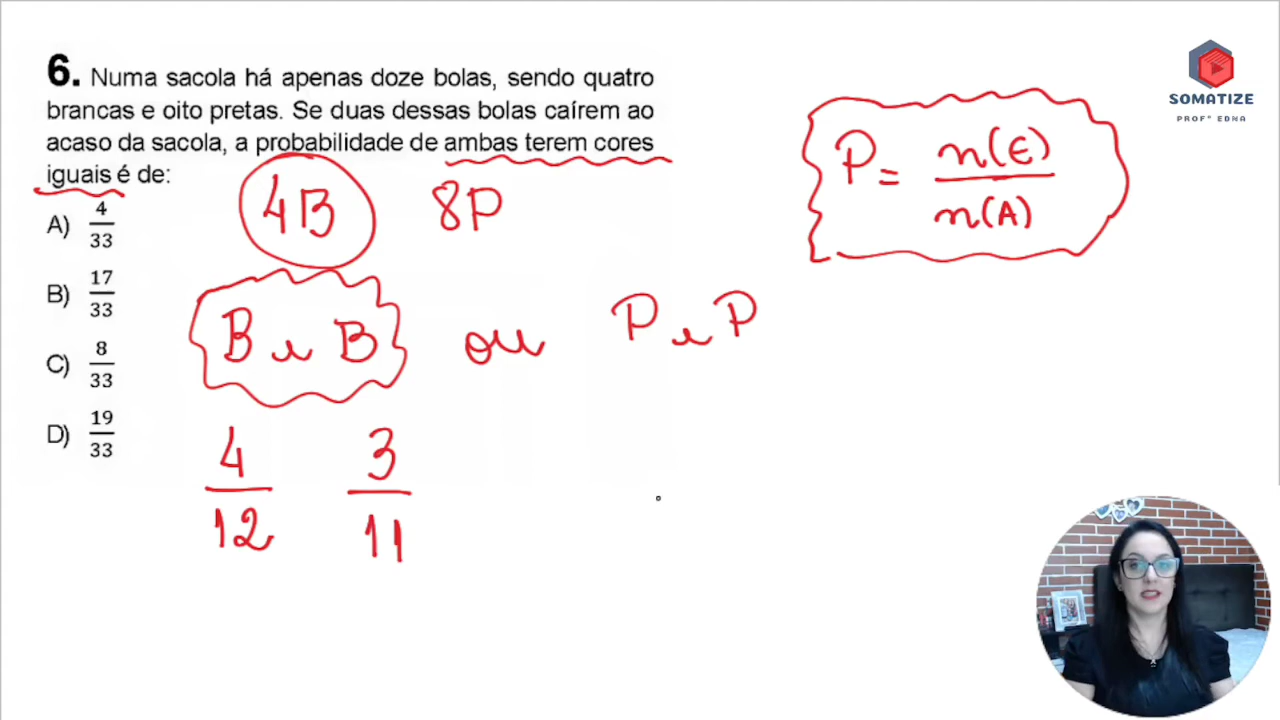 6. Numa sacola há apenas doze bolas, sendo quatro
brancas e oito pretas. Se duas dessas bolas caírem ao
acaso da sacola, a probabilidade de ambas terem cores
iguais é de:
A) 4/33
B) 17/33
C) 8/33
D) 19/33
4B 8P
B e B ou P e P
4/12 3/11
P = n(E)/n(A)
SOMATIZE
PROFª EDNA